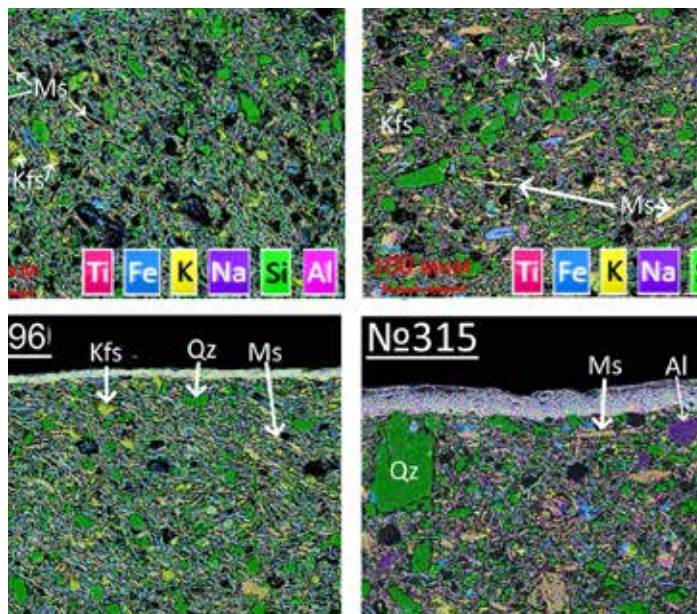 Ms
Kfs
Ti Fe K Na Si Al
Al
Kfs
Ms
100 мкм
Ti Fe K Na
96
Kfs Qz Ms
№315
Ms Al
Qz